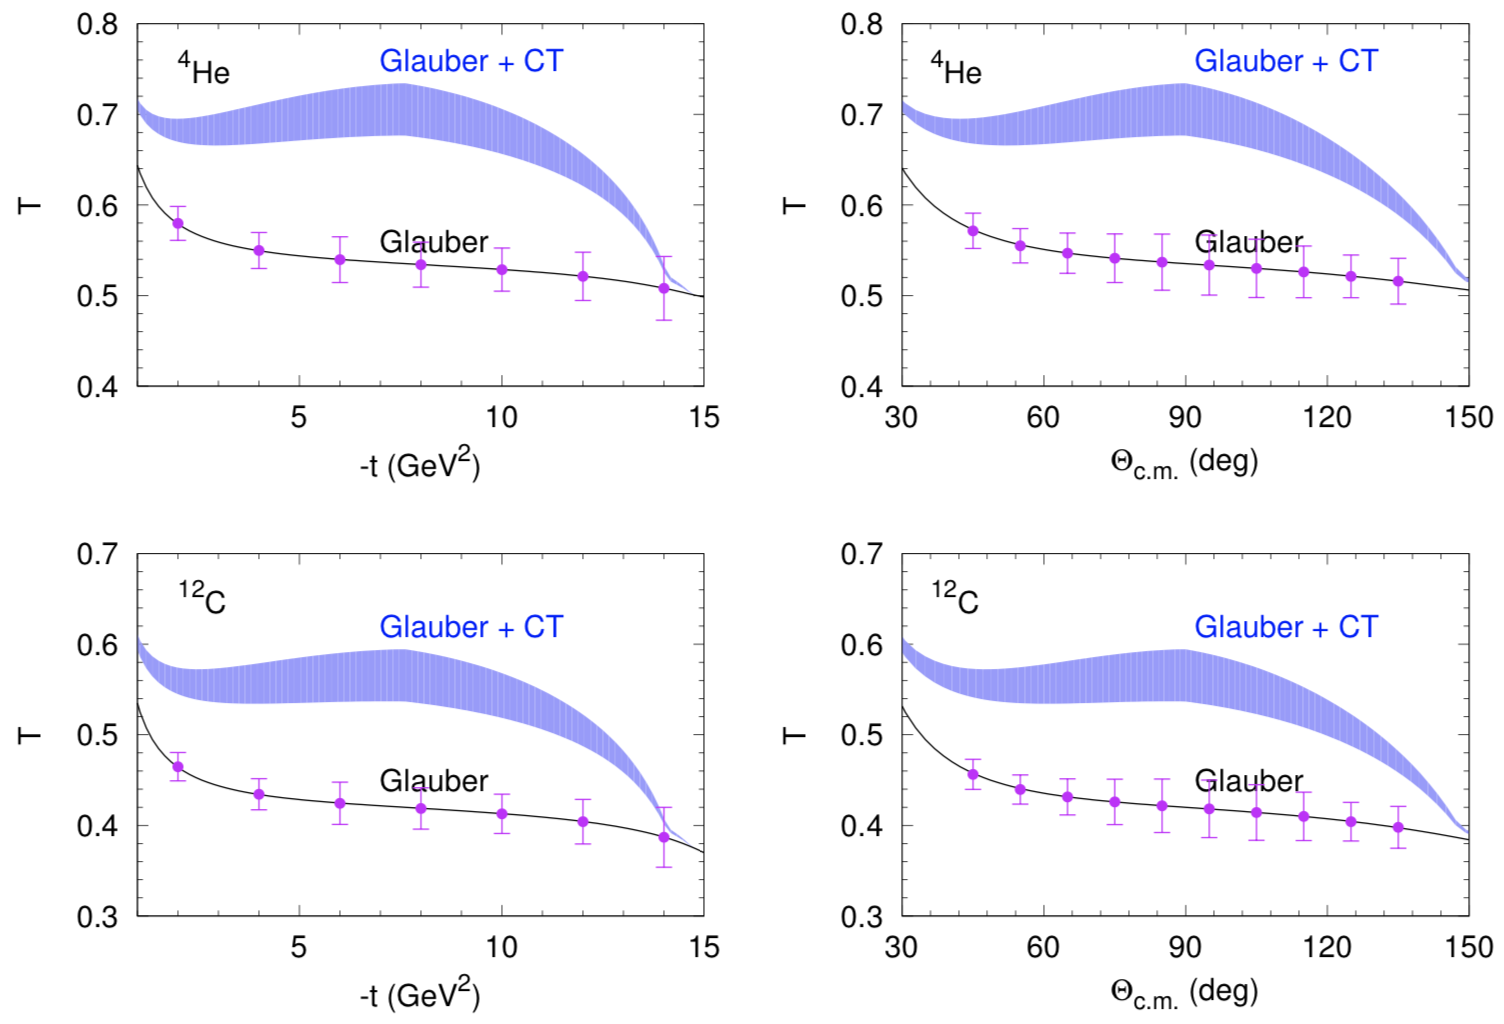 0.8
0.7
0.6
0.5
0.4
T
⁴He
Glauber + CT
Glauber
5
10
15
-t (GeV²)
0.8
0.7
0.6
0.5
0.4
T
⁴He
Glauber + CT
Glauber
30
60
90
120
150
Θc.m. (deg)
0.7
0.6
0.5
0.4
0.3
T
¹²C
Glauber + CT
Glauber
5
10
15
-t (GeV²)
0.7
0.6
0.5
0.4
0.3
T
¹²C
Glauber + CT
Glauber
30
60
90
120
150
Θc.m. (deg)